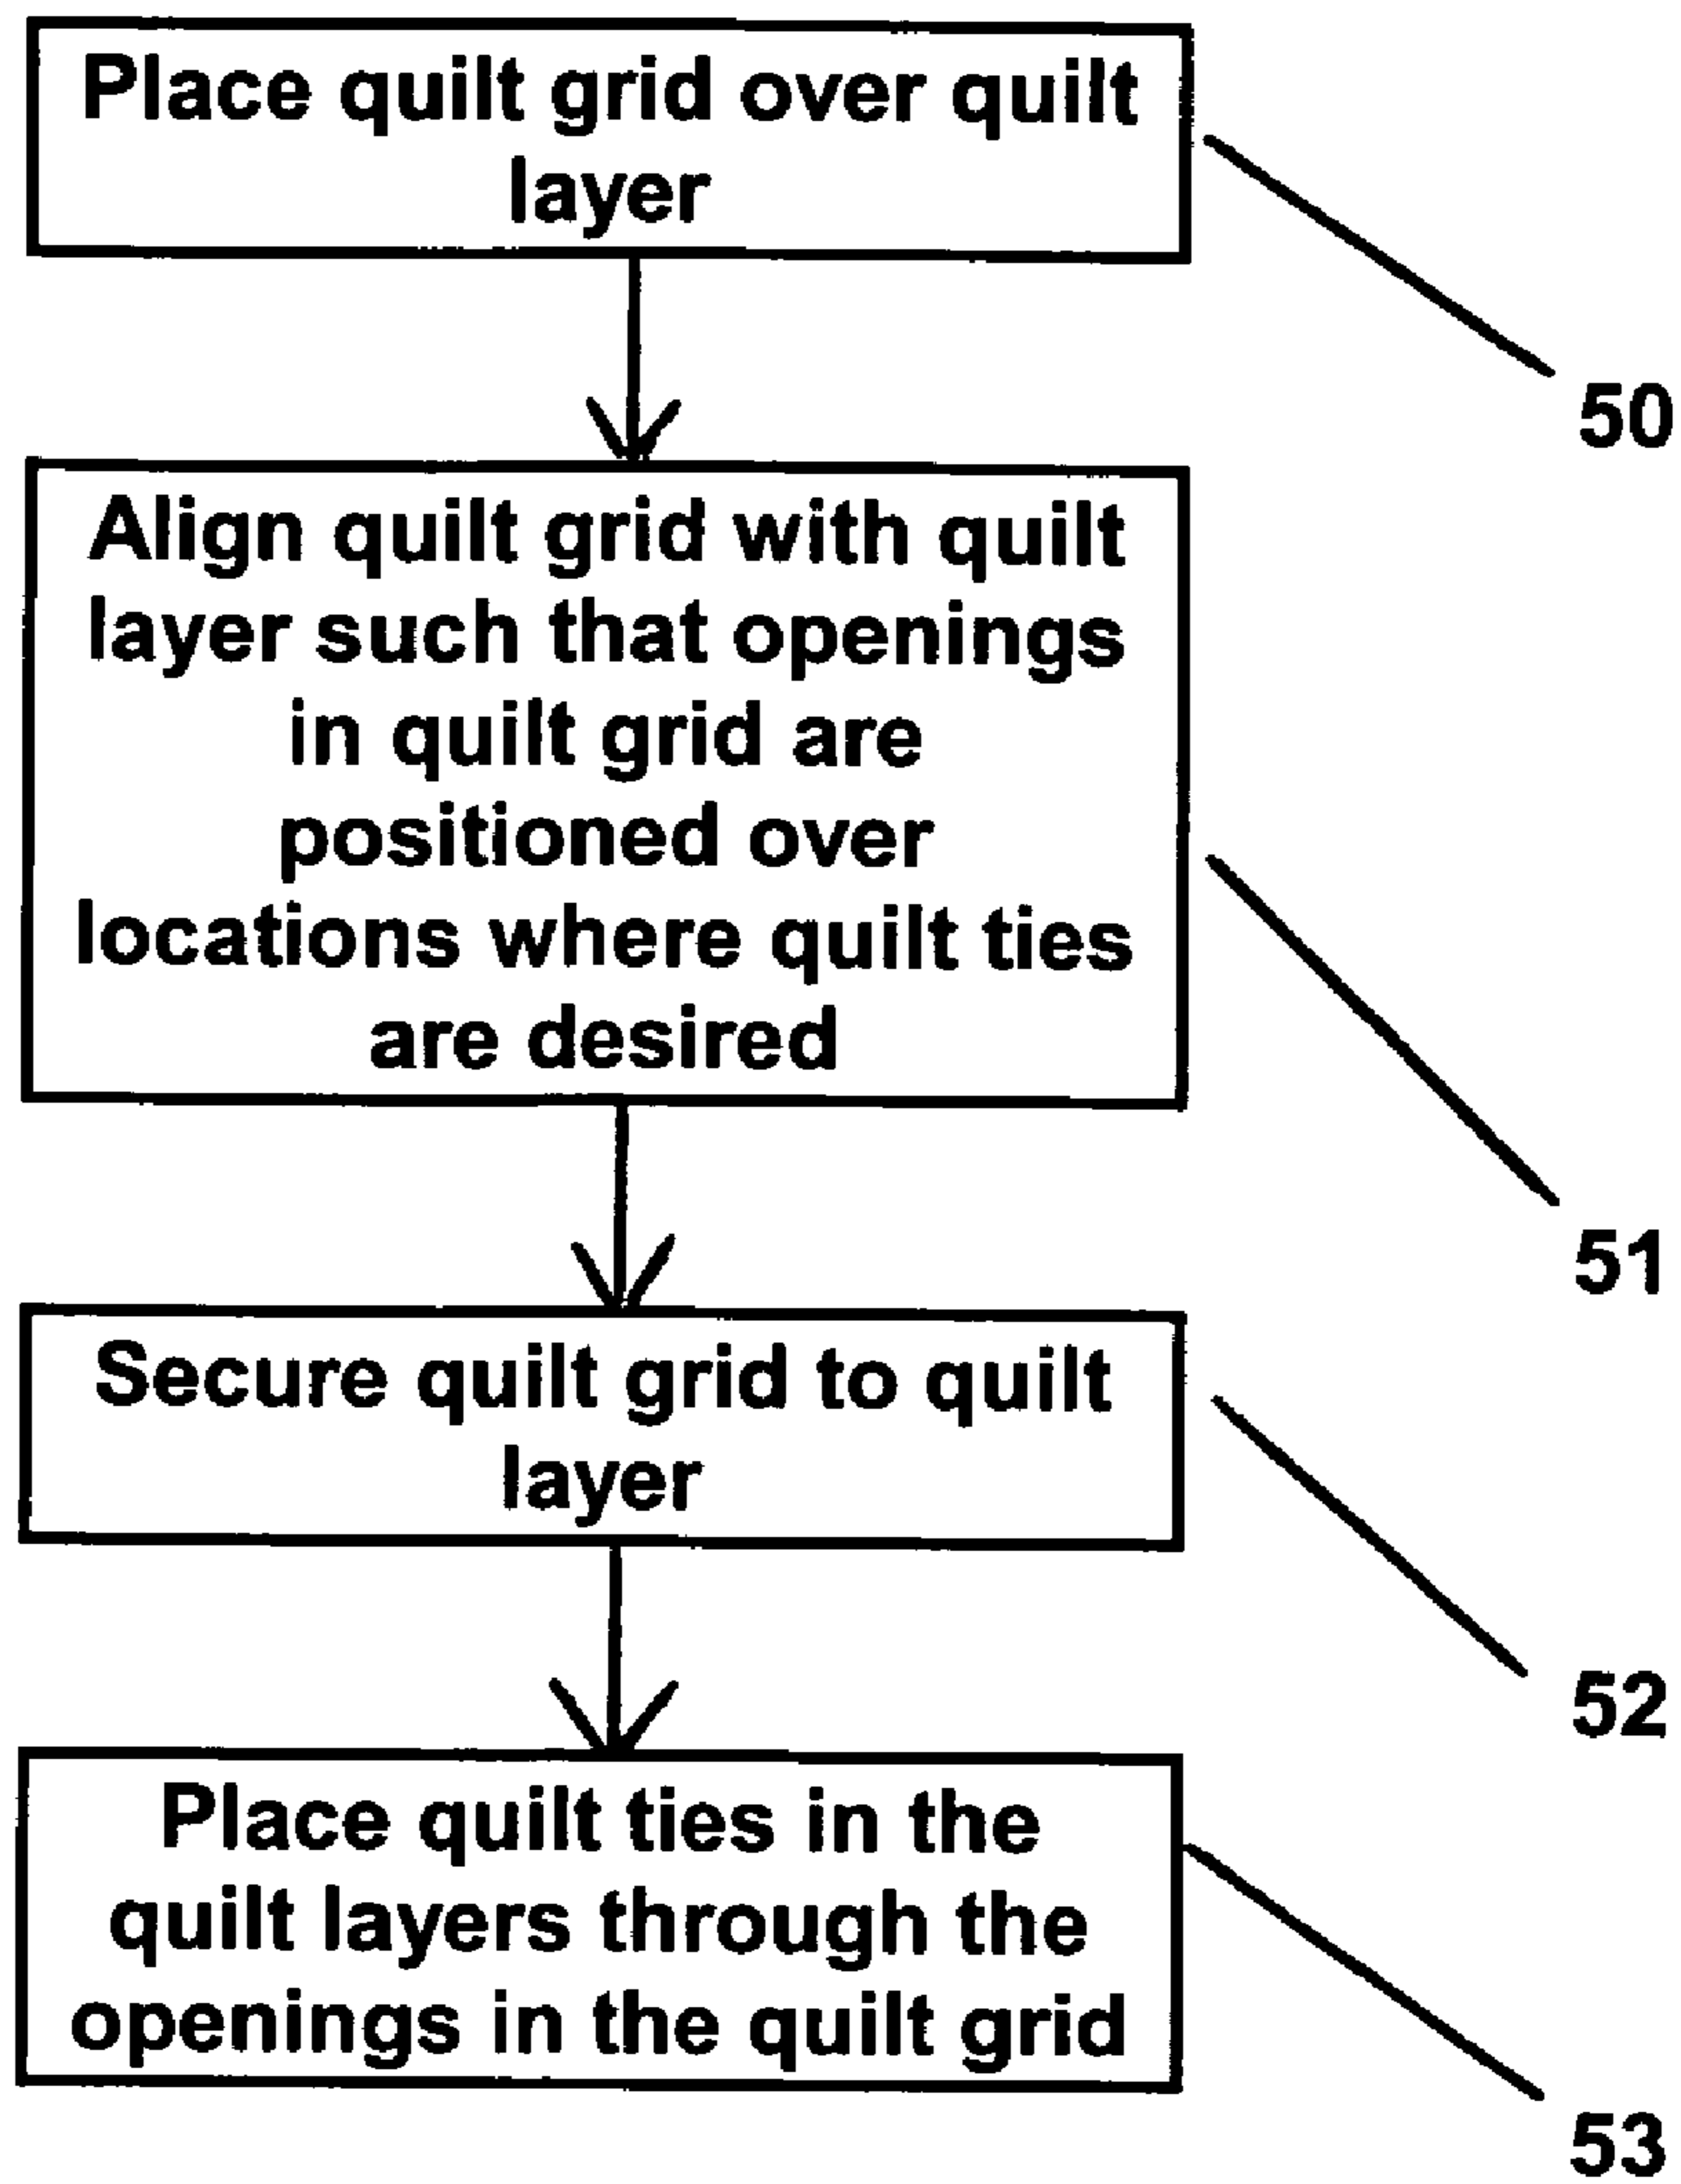 Place quilt grid over quilt
layer
50
Align quilt grid with quilt
layer such that openings
in quilt grid are
positioned over
locations where quilt ties
are desired
51
Secure quilt grid to quilt
layer
52
Place quilt ties in the
quilt layers through the
openings in the quilt grid
53